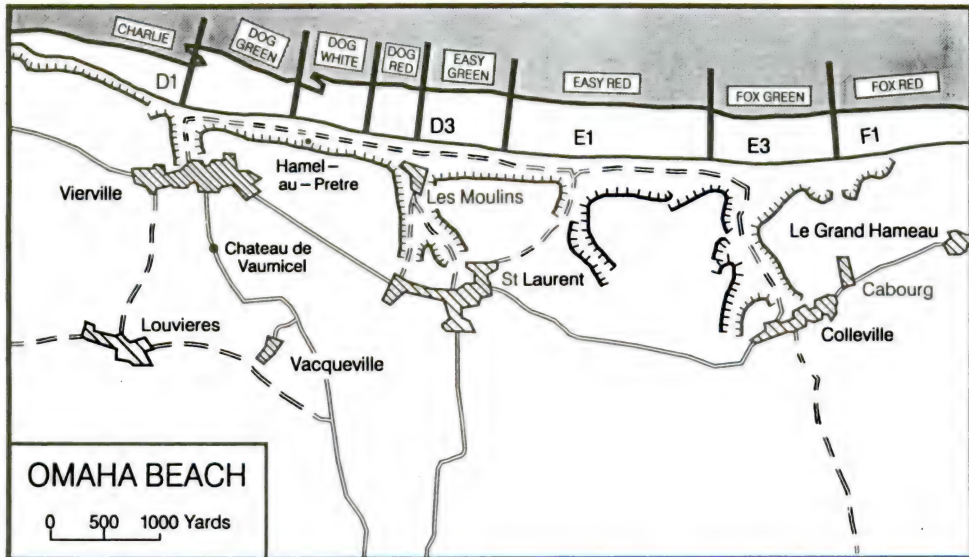 CHARLIE
DOG
GREEN
DOG
WHITE
DOG
RED
EASY
GREEN
EASY RED
FOX GREEN
FOX RED
D1
D3
E1
E3
F1
Hamel –
au – Pretre
Vierville
Les Moulins
Le Grand Hameau
Chateau de
Vaumicel
St Laurent
Cabourg
Louvieres
Colleville
Vacqueville
OMAHA BEACH
0 500 1000 Yards